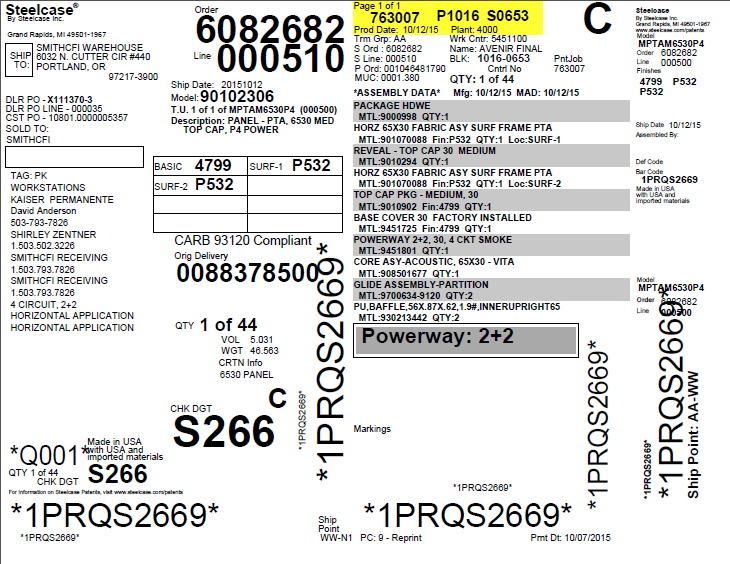 Steelcase®
By Steelcase Inc.
Grand Rapids, MI 49501-1967
SHIP TO:
SMITHCFI WAREHOUSE
6032 N. CUTTER CIR #440
PORTLAND, OR
97217-3900
DLR PO - X111370-3
DLR PO LINE - 000035
CST PO - 10801.0000005357
SOLD TO:
SMITHCFI
TAG: PK
WORKSTATIONS
KAISER PERMANENTE
David Anderson
503-793-7826
SHIRLEY ZENTNER
1.503.502.3226
SMITHCFI RECEIVING
1.503.793.7826
SMITHCFI RECEIVING
1.503.793.7826
4 CIRCUIT, 2+2
HORIZONTAL APPLICATION
HORIZONTAL APPLICATION
*Q001*
Made in USA
with USA and
imported materials
QTY 1 of 44
CHK DGT
S266
For Information on Steelcase Patents, visit www.steelcase.com/patents
*1PRQS2669*
*1PRQS2669*
Order
6082682
Line
000510
Ship Date: 20151012
Model: 90102306
T.U. 1 of 1 of MPTAM6530P4 (000500)
Description: PANEL - PTA, 6530 MED
TOP CAP, P4 POWER
BASIC 4799 SURF-1 P532
SURF-2 P532
CARB 93120 Compliant
Orig Delivery
0088378500
QTY 1 of 44
VOL 5.031
WGT 46.563
CRTN Info
6530 PANEL
C
CHK DGT
S266
*1PRQS2669*
*1PRQS2669*
Page 1 of 1
763007 P1016 S0653
Prod Date: 10/12/15 Plant: 4000
Trm Grp: AA Wrk Cntr: 5451100
S Ord : 6082682 Name: AVENIR FINAL
S Line: 000510 BLK: 1016-0653 PntJob
P Ord: 001046481790 Cntrl No 763007
MUC: 0001.380 QTY: 1 of 44
C
*ASSEMBLY DATA* Mfg: 10/12/15 MAD: 10/12/15
PACKAGE HDWE
MTL:9000998 QTY:1
HORZ 65X30 FABRIC ASY SURF FRAME PTA
MTL:901070088 Fin:P532 QTY:1 Loc:SURF-1
REVEAL - TOP CAP 30 MEDIUM
MTL:9010294 QTY:1
HORZ 65X30 FABRIC ASY SURF FRAME PTA
MTL:901070088 Fin:P532 QTY:1 Loc:SURF-2
TOP CAP PKG - MEDIUM, 30
MTL:9010902 Fin:4799 QTY:1
BASE COVER 30 FACTORY INSTALLED
MTL:9451725 Fin:4799 QTY:1
POWERWAY 2+2, 30, 4 CKT SMOKE
MTL:9451801 QTY:1
CORE ASY-ACOUSTIC, 65X30 - VITA
MTL:908501677 QTY:1
GLIDE ASSEMBLY-PARTITION
MTL:9700634-9120 QTY:2
PU,BAFFLE,56X.87X.62,1.9#,INNERUPRIGHT65
MTL:930213442 QTY:2
Powerway: 2+2
Markings
*1PRQS2669*
*1PRQS2669*
*1PRQS2669*
Ship
Point
WW-N1 PC: 9 - Reprint Prnt Dt: 10/07/2015
Steelcase
By Steelcase Inc.
Grand Rapids, MI 49501-1967
www.steelcase.com/patents
Model
MPTAM6530P4
Order 6082682
Line 000500
Finishes
4799 P532
P532
Ship Date 10/12/15
Assembled By:
Def Code
Bar Code
1PRQS2669
Made in USA
with USA and
imported materials
Model
MPTAM6530P4
Order 6082682
Line 000500
*1PRQS2669*
*1PRQS2669*
Ship Point: AA-WW